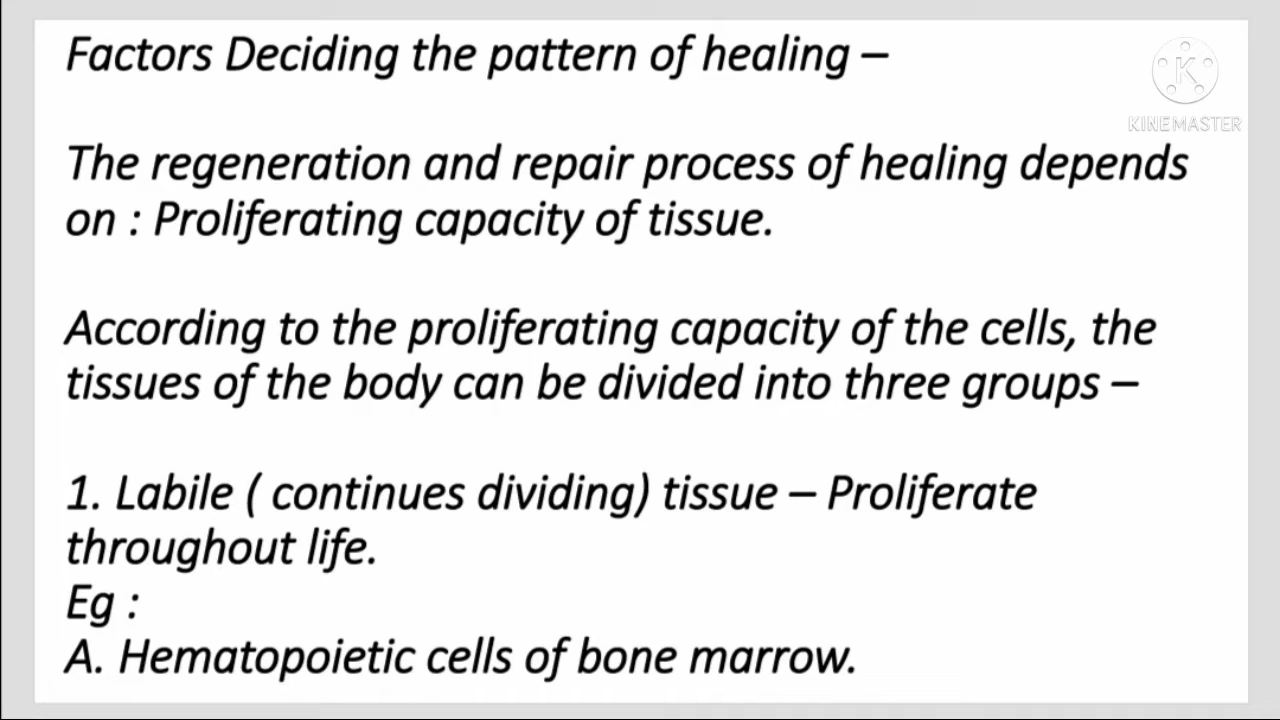 Factors Deciding the pattern of healing –
K
KINEMASTER
The regeneration and repair process of healing depends
on : Proliferating capacity of tissue.
According to the proliferating capacity of the cells, the
tissues of the body can be divided into three groups –
1. Labile ( continues dividing) tissue – Proliferate
throughout life.
Eg :
A. Hematopoietic cells of bone marrow.